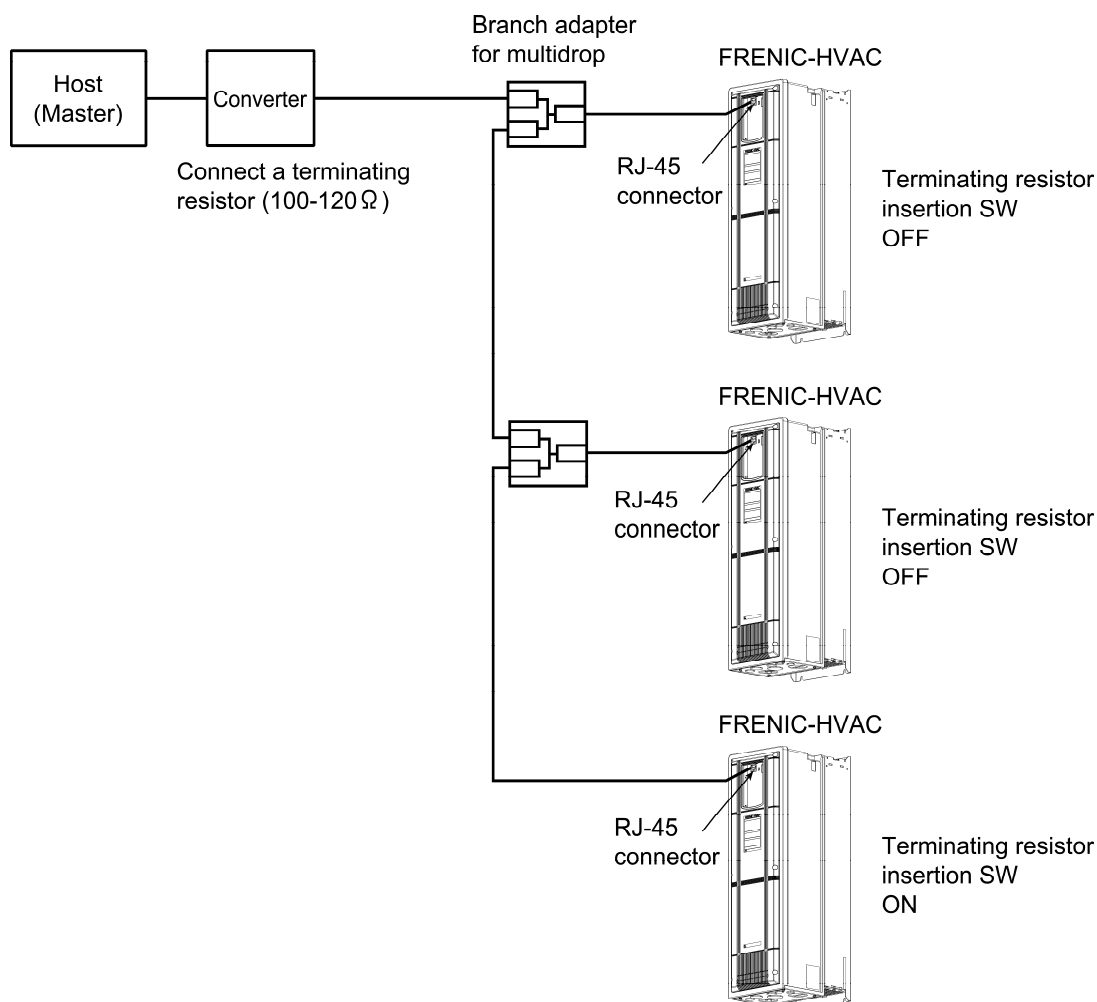 Branch adapter
for multidrop
FRENIC-HVAC
Host
(Master)
Converter
Connect a terminating
resistor (100-120Ω)
RJ-45
connector
Terminating resistor
insertion SW
OFF
FRENIC-HVAC
RJ-45
connector
Terminating resistor
insertion SW
OFF
FRENIC-HVAC
RJ-45
connector
Terminating resistor
insertion SW
ON